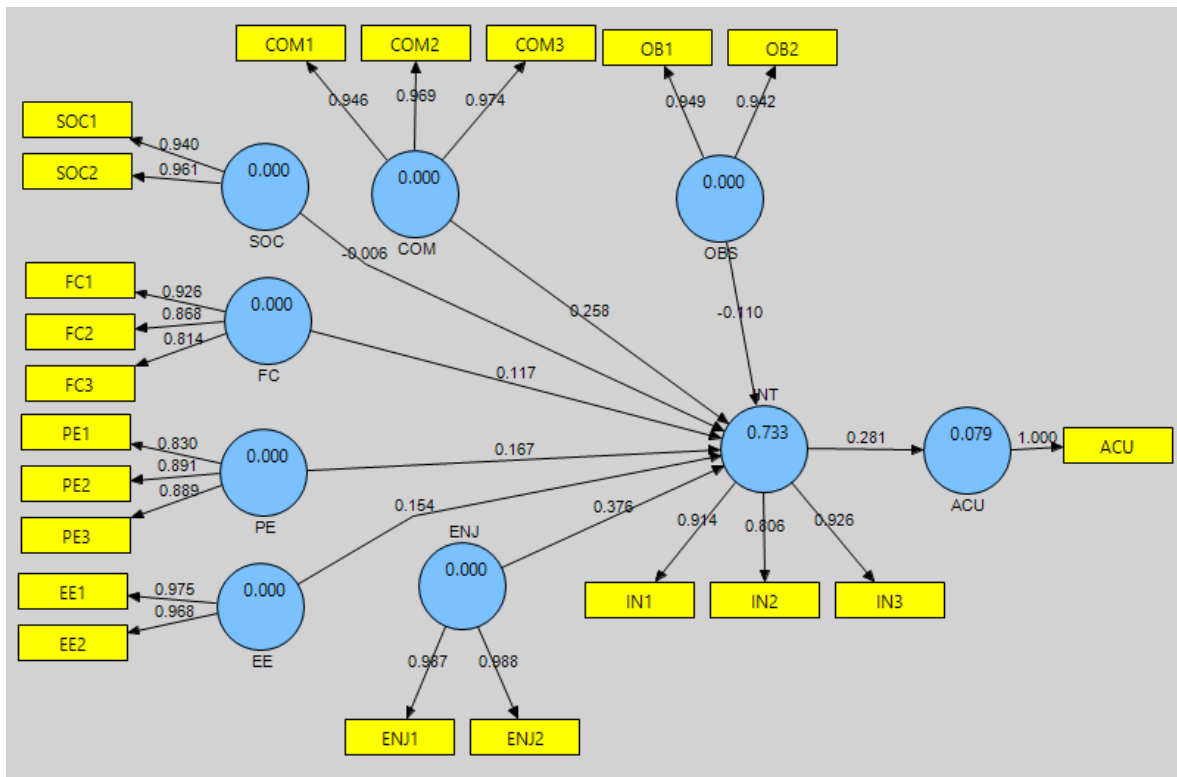 COM1
COM2
COM3
OB1
OB2
0.946
0.969
0.974
0.949
0.942
SOC1
SOC2
0.940
0.961
0.000
SOC
0.000
COM
0.000
OBS
-0.006
0.258
-0.110
FC1
FC2
FC3
0.926
0.868
0.814
0.000
FC
0.117
INT
0.733
0.281
0.079
ACU
1.000
ACU
PE1
PE2
PE3
0.830
0.891
0.889
0.000
PE
0.167
0.154
0.376
0.914
0.806
0.926
IN1
IN2
IN3
EE1
EE2
0.975
0.968
0.000
EE
ENJ
0.000
0.987
0.988
ENJ1
ENJ2